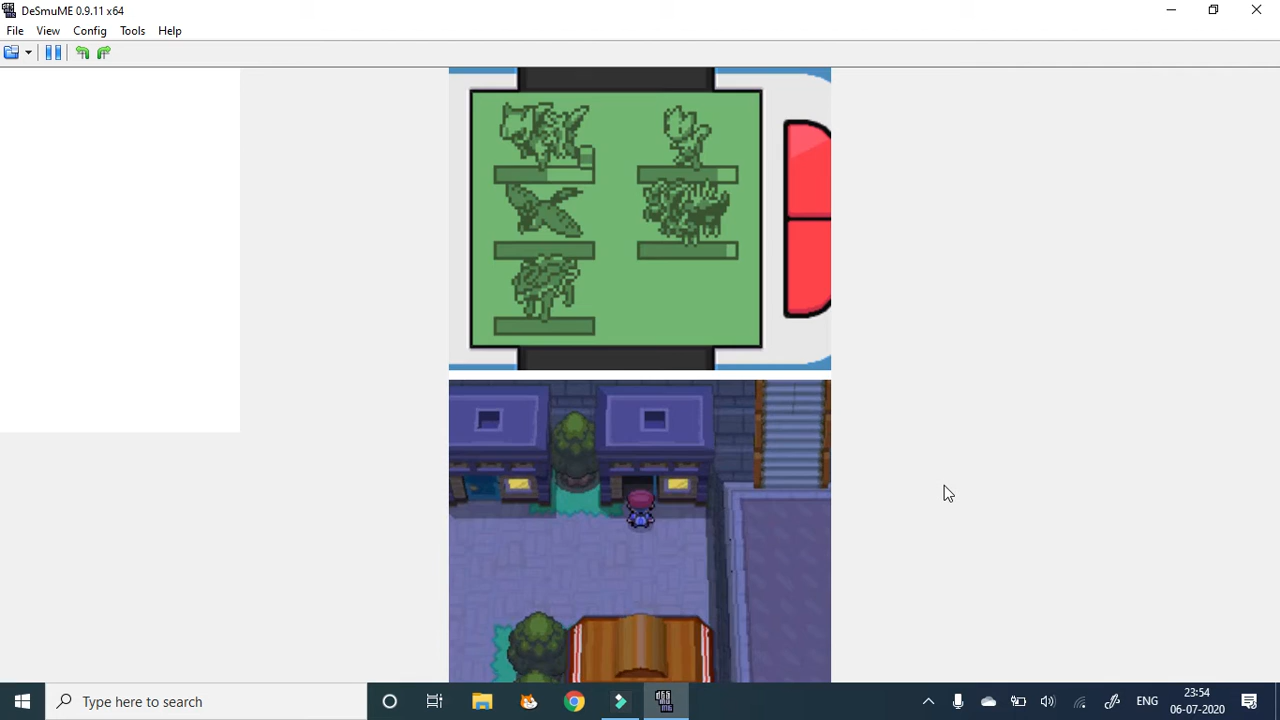 DeSmuME 0.9.11 x64
File View Config Tools Help
Type here to search
ENG
23:54
06-07-2020